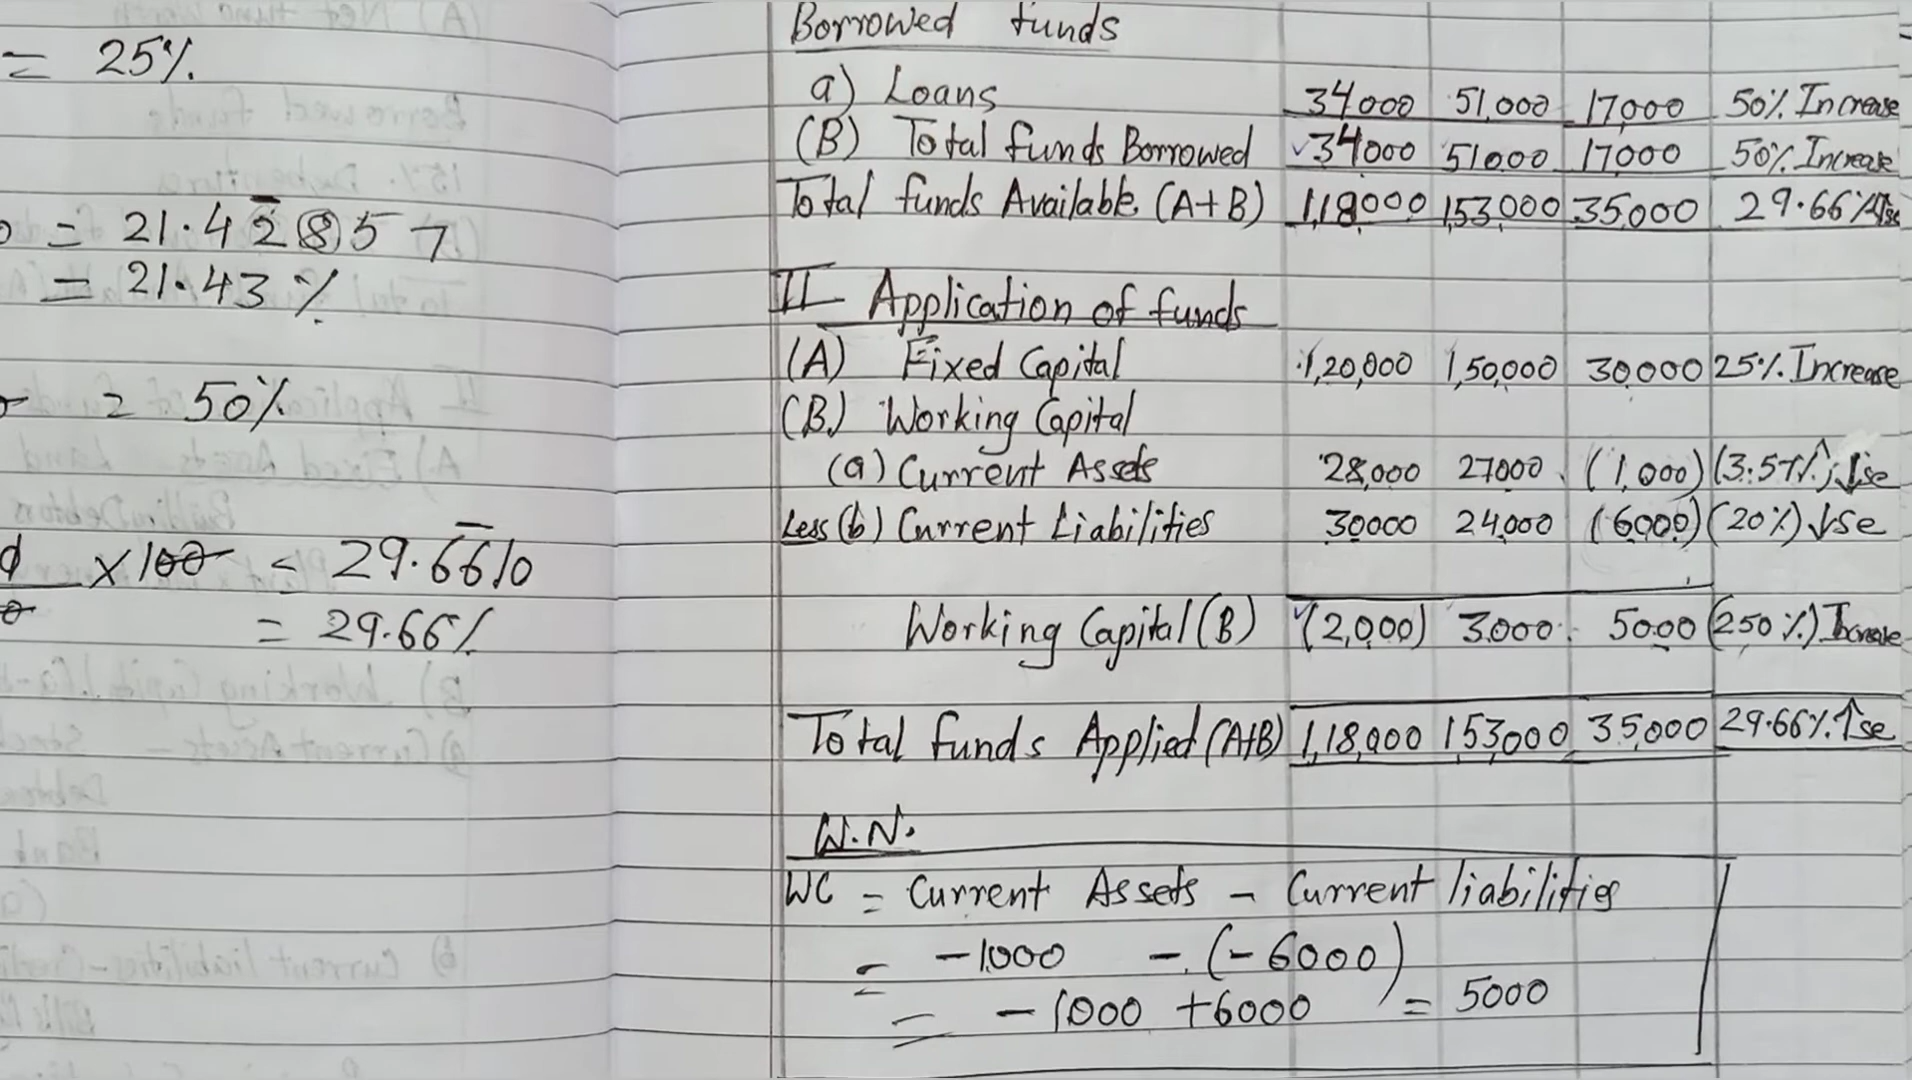 = 25%
= 21.42857
= 21.43 %
= 50%
× 100 = 29.6610
= 29.66%
Borrowed funds
a) Loans 34000 51,000 17000 50% Increase
(B) Total funds Borrowed 34000 51000 17000 50% Increase
Total funds Available (A+B) 1,18000 153000 35,000 29.66%
II Application of funds
(A) Fixed Capital 1,20,000 1,50,000 30,000 25% Increase
(B.) Working Capital
(a) Current Assets 28,000 27000 (1,000) (3.57%) ↓se
Less (b) Current Liabilities 30000 24,000 (6000) (20%) ↓se
Working Capital (B) (2,000) 3000 5000 (250%) Increase
Total funds Applied (A+B) 1,18,000 153,000 35,000 29.66% ↑se
W.N.
WC = Current Assets - Current liabilities
= -1000 - (-6000)
= -1000 +6000 = 5000